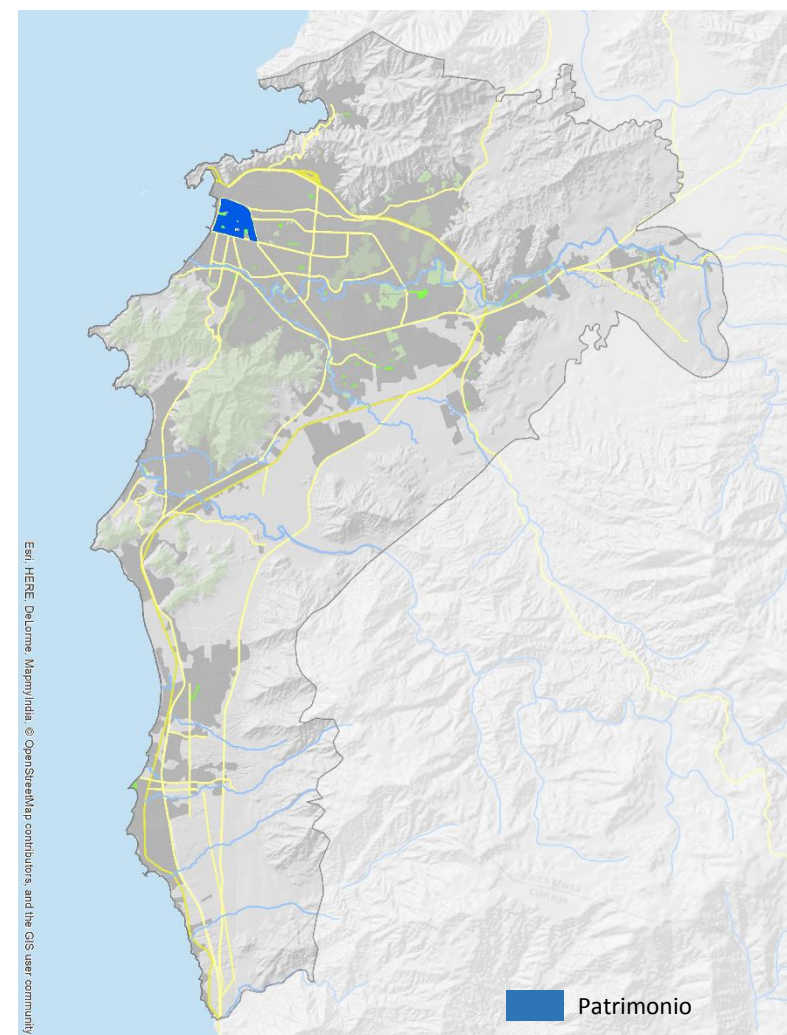 Esri, HERE, DeLorme, MapmyIndia, © OpenStreetMap contributors, and the GIS user community
Patrimonio